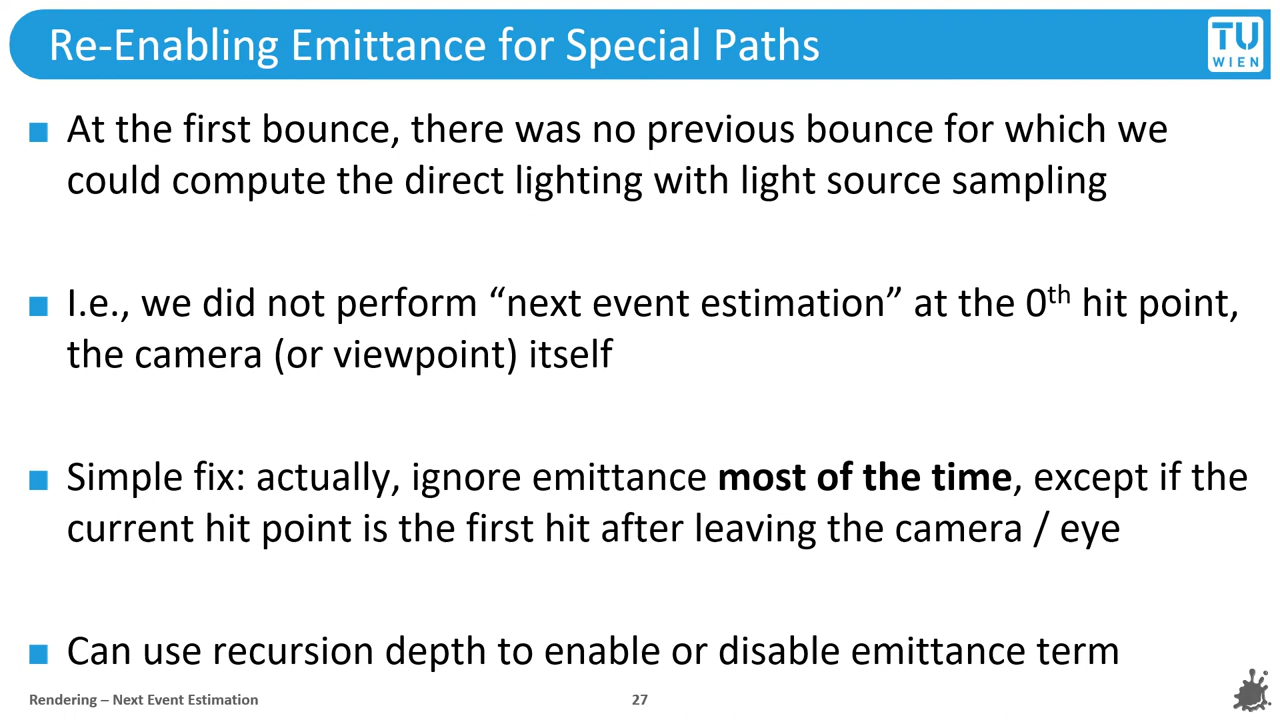 Re-Enabling Emittance for Special Paths
TU
WIEN
At the first bounce, there was no previous bounce for which we
could compute the direct lighting with light source sampling
I.e., we did not perform “next event estimation” at the 0th hit point,
the camera (or viewpoint) itself
Simple fix: actually, ignore emittance most of the time, except if the
current hit point is the first hit after leaving the camera / eye
Can use recursion depth to enable or disable emittance term
Rendering – Next Event Estimation
27